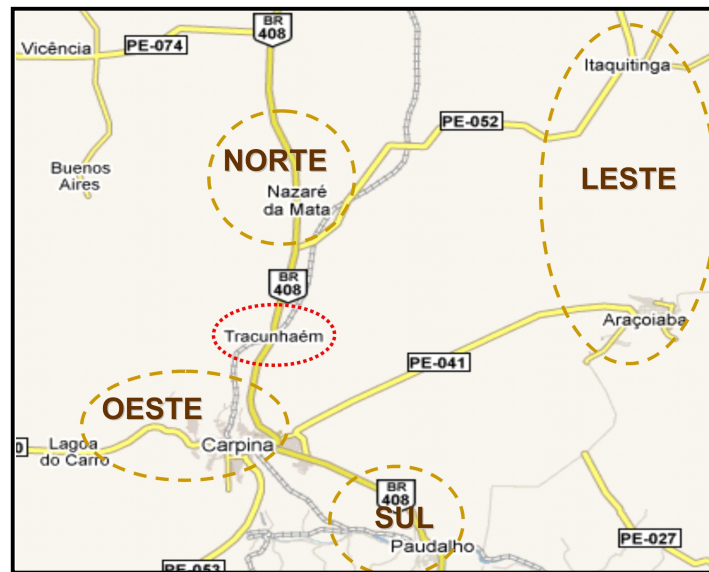 BR
408
Vicência
PE-074
Itaquitinga
PE-052
NORTE
Buenos
Aires
Nazaré
da Mata
LESTE
BR
408
Tracunhaém
Araçoiaba
PE-041
OESTE
Lagoa
do Carro
Carpina
BR
408
SUL
Paudalho
PE-027
PE-053